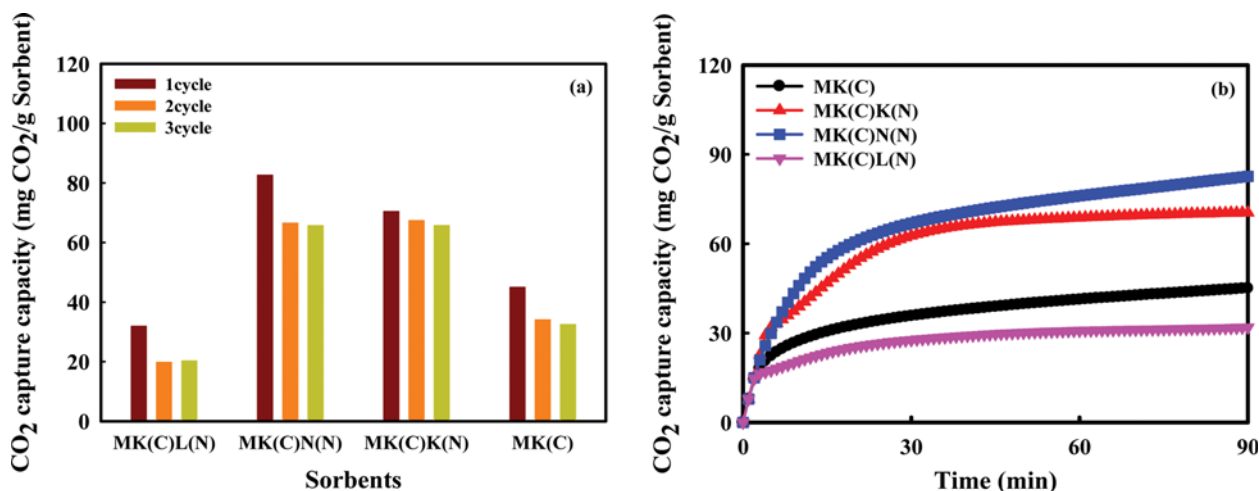 CO2 capture capacity (mg CO2/g Sorbent)
120
100
80
60
40
20
0
1cycle
2cycle
3cycle
(a)
MK(C)L(N) MK(C)N(N) MK(C)K(N) MK(C)
Sorbents
CO2 capture capacity (mg CO2/g Sorbent)
120
90
60
30
0
MK(C)
MK(C)K(N)
MK(C)N(N)
MK(C)L(N)
(b)
0 30 60 90
Time (min)